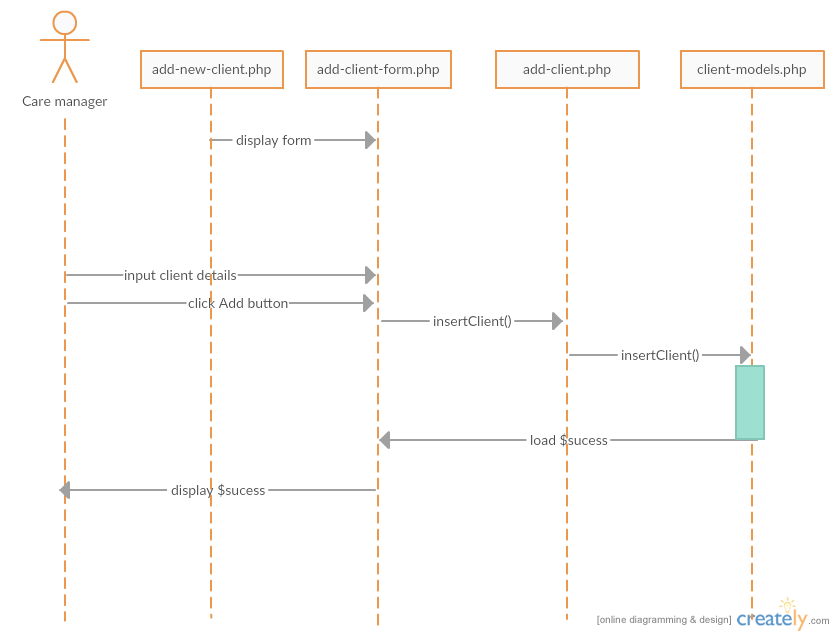 Care manager
add-new-client.php
add-client-form.php
add-client.php
client-models.php
display form
input client details
click Add button
insertClient()
insertClient()
load $sucess
display $sucess
[online diagramming & design] creately.com